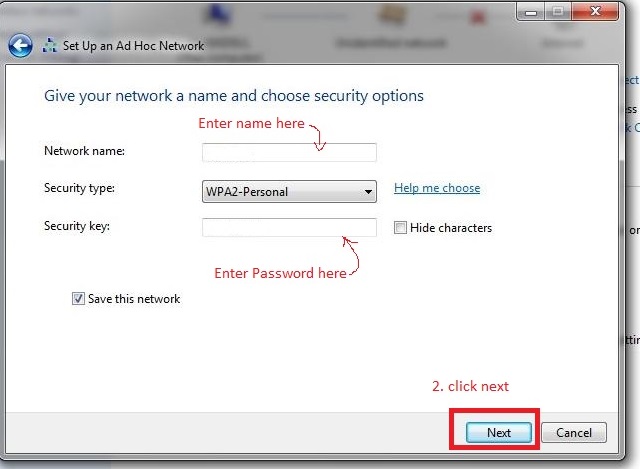 Set Up an Ad Hoc Network
Give your network a name and choose security options
Enter name here
Network name:
Security type: WPA2-Personal Help me choose
Security key: Hide characters
Enter Password here
Save this network
2. click next
Next Cancel